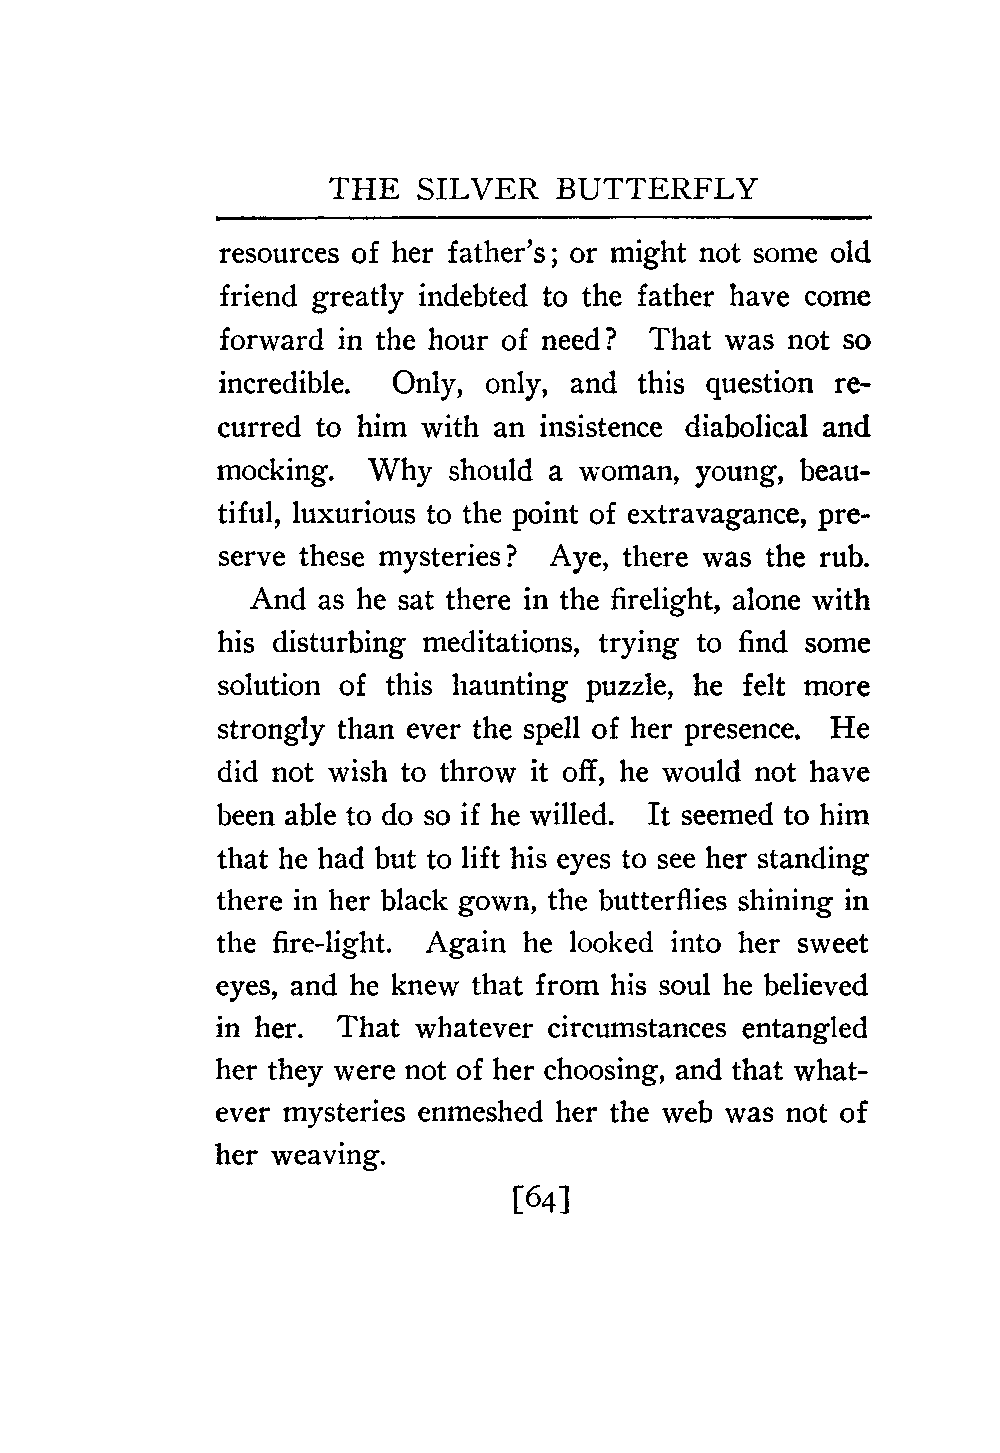 THE SILVER BUTTERFLY
resources of her father's; or might not some old
friend greatly indebted to the father have come
forward in the hour of need? That was not so
incredible. Only, only, and this question re-
curred to him with an insistence diabolical and
mocking. Why should a woman, young, beau-
tiful, luxurious to the point of extravagance, pre-
serve these mysteries? Aye, there was the rub.
And as he sat there in the firelight, alone with
his disturbing meditations, trying to find some
solution of this haunting puzzle, he felt more
strongly than ever the spell of her presence. He
did not wish to throw it off, he would not have
been able to do so if he willed. It seemed to him
that he had but to lift his eyes to see her standing
there in her black gown, the butterflies shining in
the fire-light. Again he looked into her sweet
eyes, and he knew that from his soul he believed
in her. That whatever circumstances entangled
her they were not of her choosing, and that what-
ever mysteries enmeshed her the web was not of
her weaving.
[64]